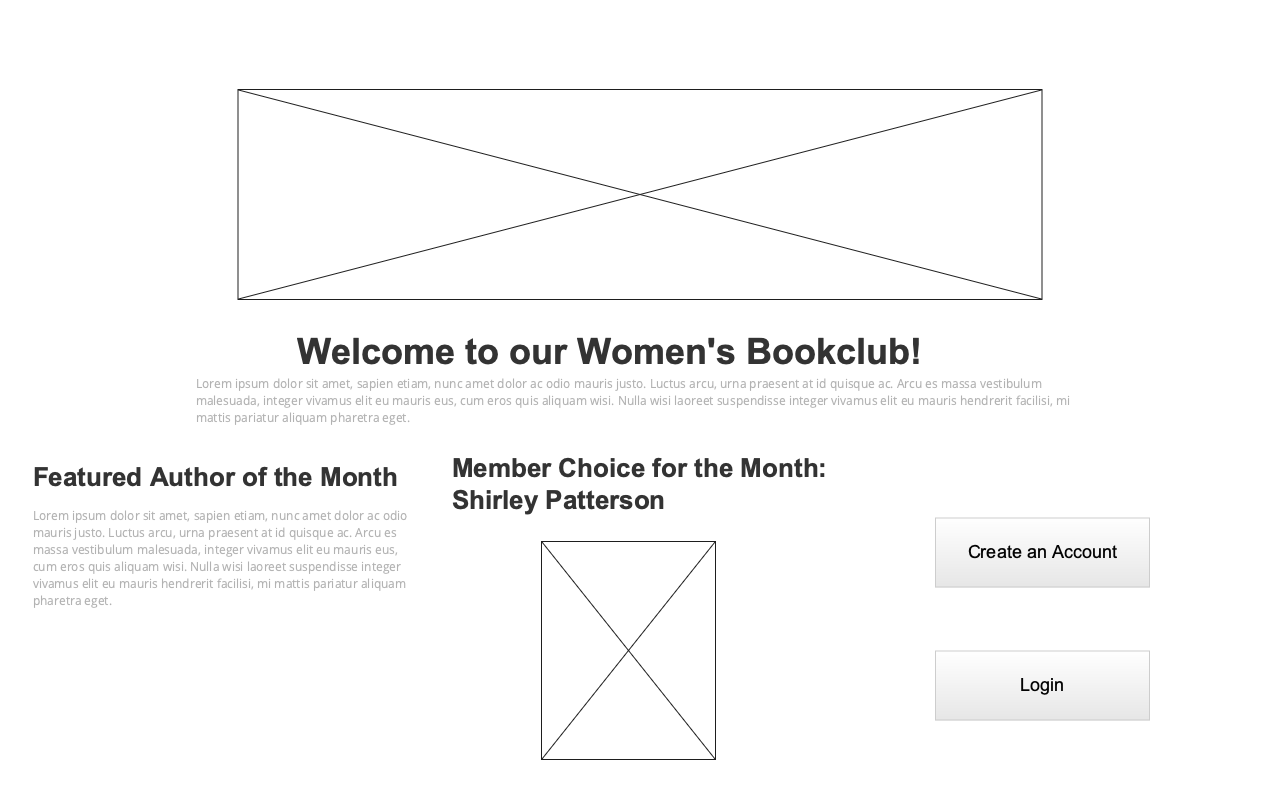 Welcome to our Women's Bookclub!
Lorem ipsum dolor sit amet, sapien etiam, nunc amet dolor ac odio mauris justo. Luctus arcu, urna praesent at id quisque ac. Arcu es massa vestibulum
malesuada, integer vivamus elit eu mauris eus, cum eros quis aliquam wisi. Nulla wisi laoreet suspendisse integer vivamus elit eu mauris hendrerit facilisi, mi
mattis pariatur aliquam pharetra eget.
Featured Author of the Month
Lorem ipsum dolor sit amet, sapien etiam, nunc amet dolor ac odio
mauris justo. Luctus arcu, urna praesent at id quisque ac. Arcu es
massa vestibulum malesuada, integer vivamus elit eu mauris eus,
cum eros quis aliquam wisi. Nulla wisi laoreet suspendisse integer
vivamus elit eu mauris hendrerit facilisi, mi mattis pariatur aliquam
pharetra eget.
Member Choice for the Month:
Shirley Patterson
Create an Account
Login